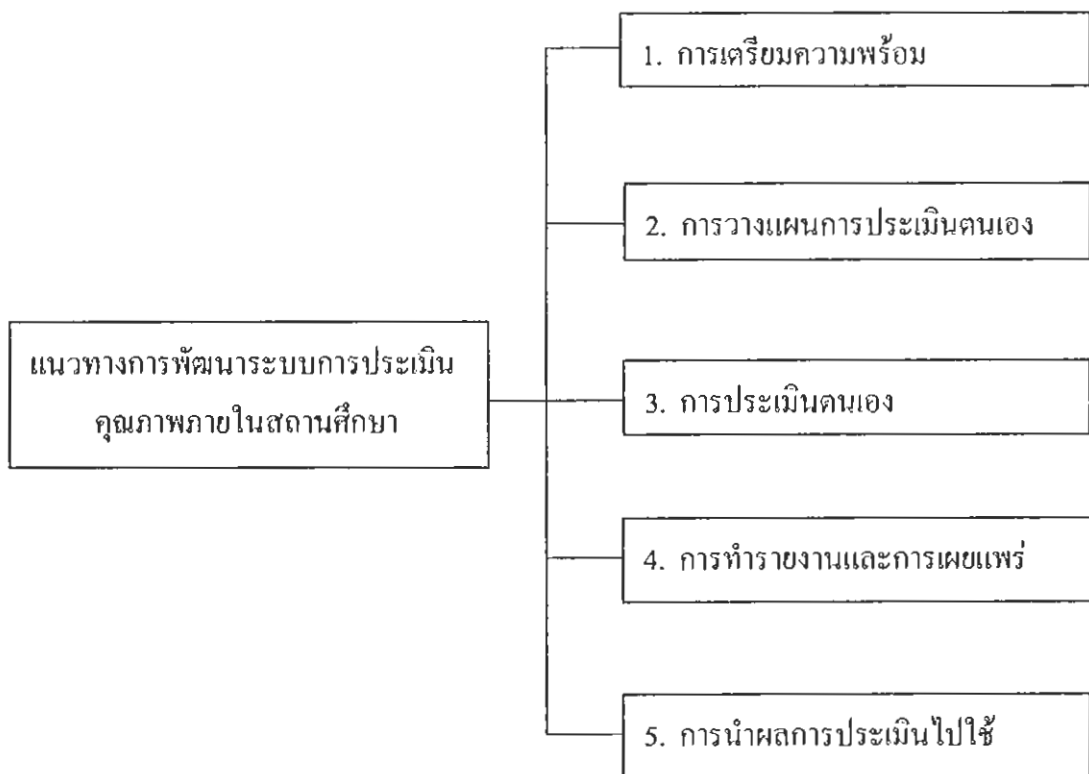 แนวทางการพัฒนาระบบการประเมิน
คุณภาพภายในสถานศึกษา
1. การเตรียมความพร้อม
2. การวางแผนการประเมินตนเอง
3. การประเมินตนเอง
4. การทำรายงานและการเผยแพร่
5. การนำผลการประเมินไปใช้